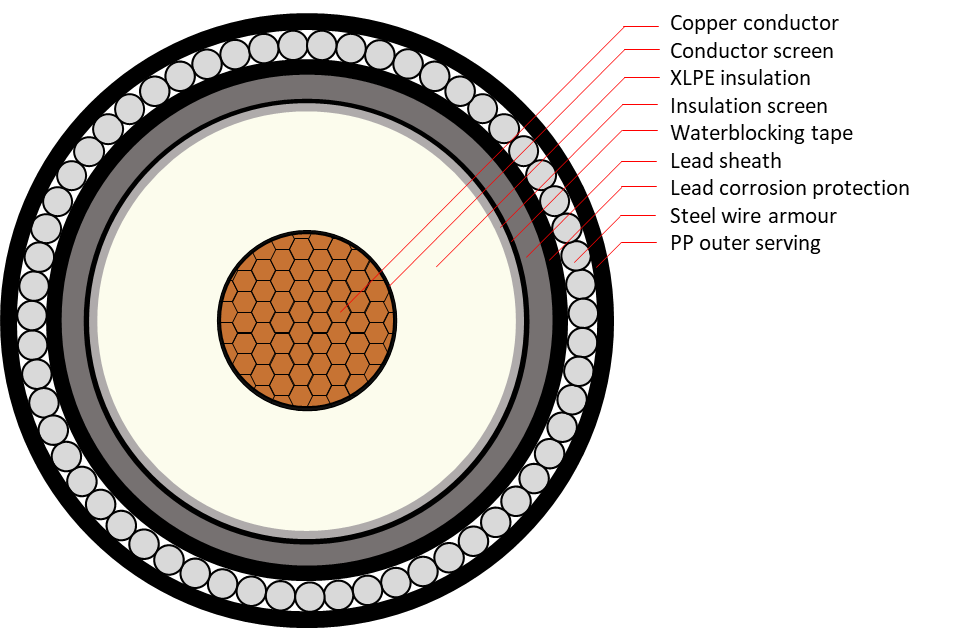 Copper conductor
Conductor screen
XLPE insulation
Insulation screen
Waterblocking tape
Lead sheath
Lead corrosion protection
Steel wire armour
PP outer serving